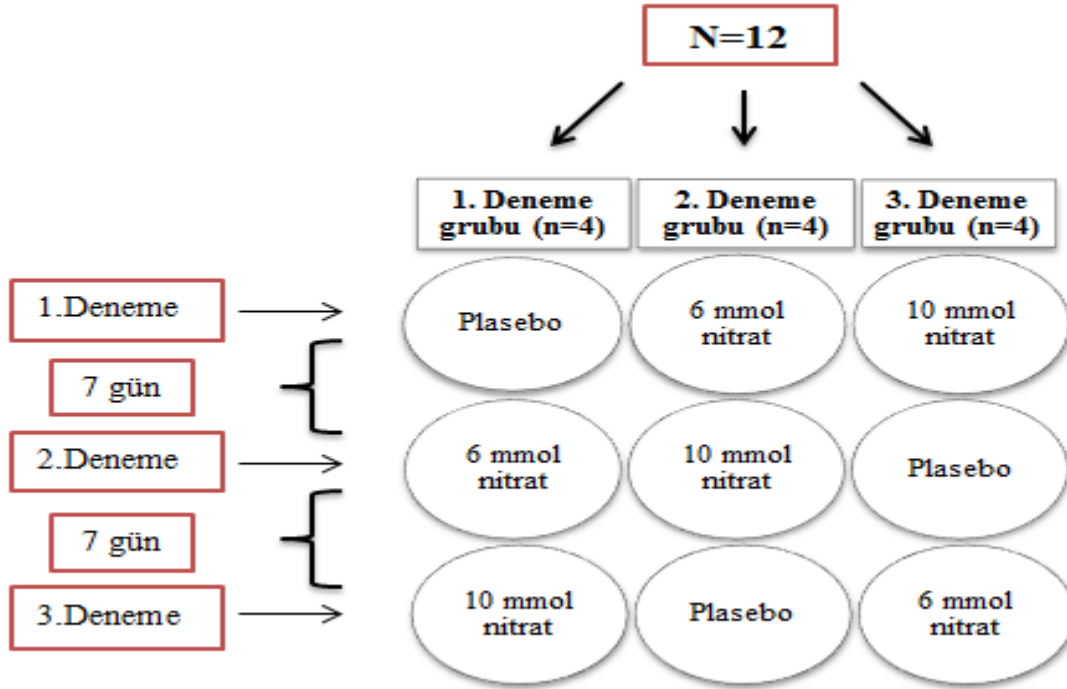 N=12
1. Deneme
grubu (n=4)
2. Deneme
grubu (n=4)
3. Deneme
grubu (n=4)
1.Deneme
Plasebo
6 mmol
nitrat
10 mmol
nitrat
7 gün
2.Deneme
6 mmol
nitrat
10 mmol
nitrat
Plasebo
7 gün
3.Deneme
10 mmol
nitrat
Plasebo
6 mmol
nitrat